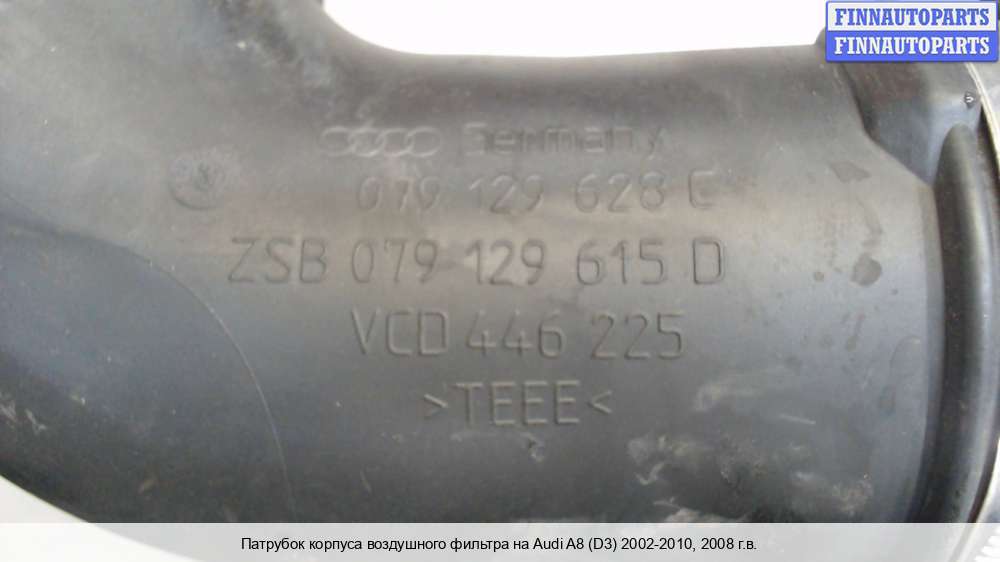 FINNAUTOPARTS
FINNAUTOPARTS
Germany
079 129 628 C
ZSB 079 129 615 D
VCD 446 225
>TEEE<
Патрубок корпуса воздушного фильтра на Audi A8 (D3) 2002-2010, 2008 г.в.